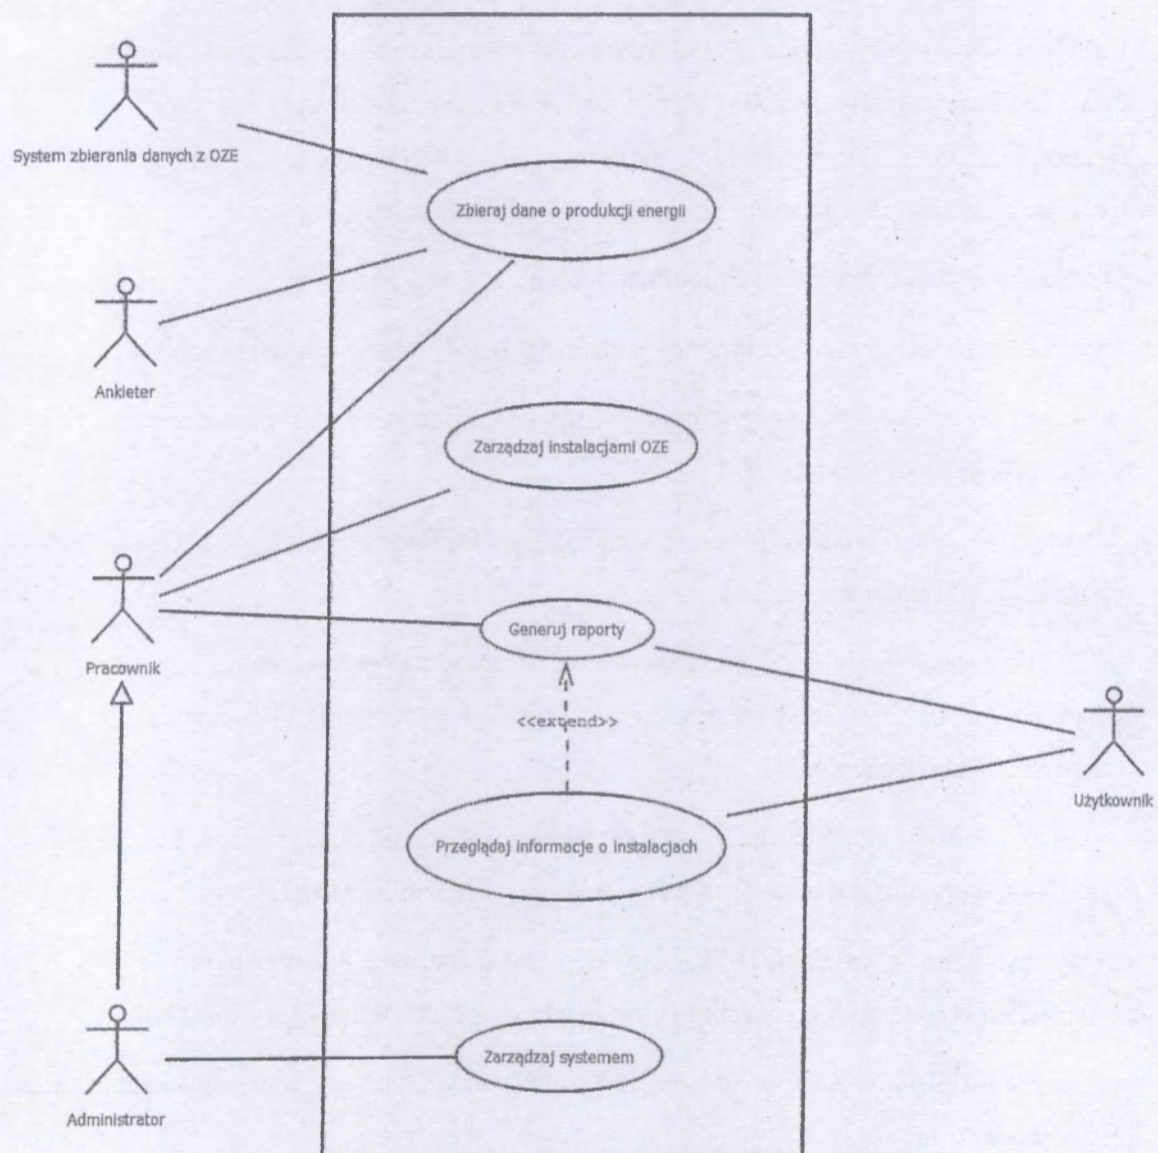 System zbierania danych z OZE
Zbieraj dane o produkcji energii
Ankieter
Zarządzaj instalacjami OZE
Pracownik
Generuj raporty
<<extend>>
Użytkownik
Przeglądaj informacje o instalacjach
Zarządzaj systemem
Administrator